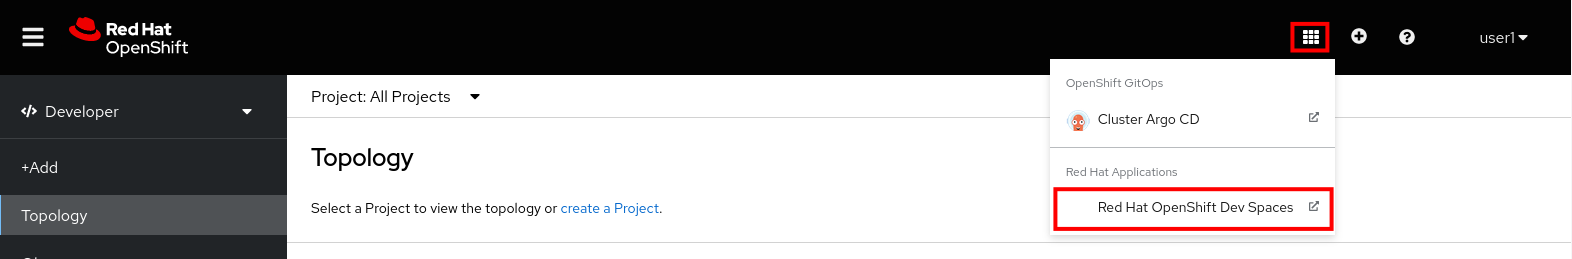 Red Hat
OpenShift
user1
Developer
+Add
Topology
Project: All Projects
Topology
Select a Project to view the topology or create a Project.
OpenShift GitOps
Cluster Argo CD
Red Hat Applications
Red Hat OpenShift Dev Spaces